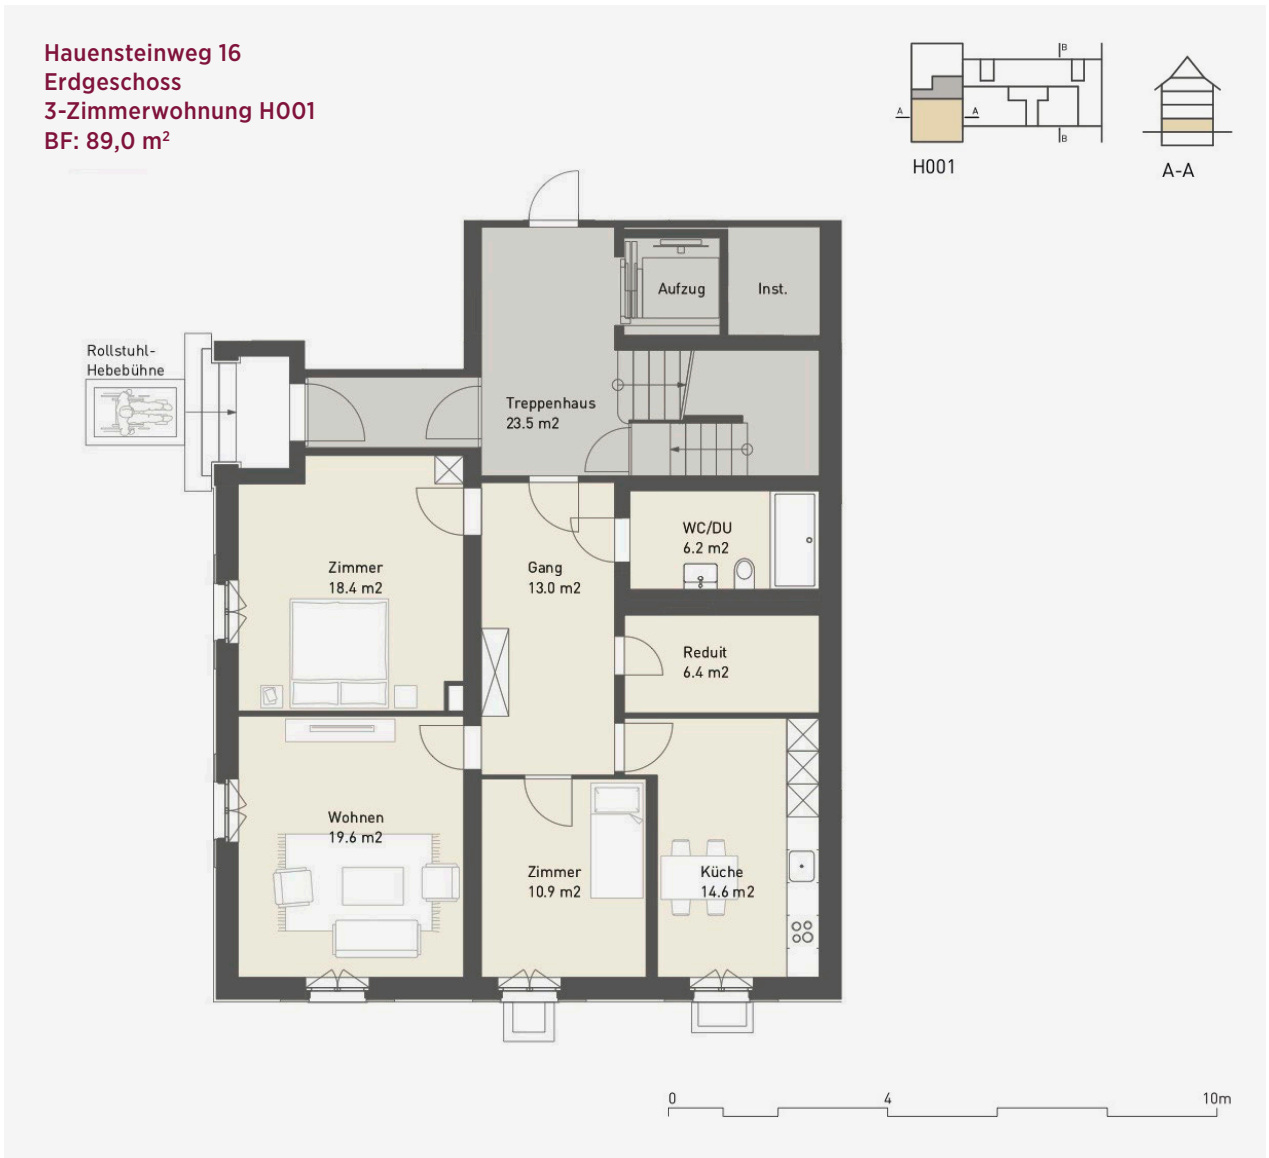 Hauensteinweg 16
Erdgeschoss
3-Zimmerwohnung H001
BF: 89,0 m²
B
A
A
B
H001
A-A
Aufzug
Inst.
Rollstuhl-
Hebebühne
Treppenhaus
23.5 m2
WC/DU
6.2 m2
Zimmer
18.4 m2
Gang
13.0 m2
Reduit
6.4 m2
Wohnen
19.6 m2
Zimmer
10.9 m2
Küche
14.6 m2
0 4 10m